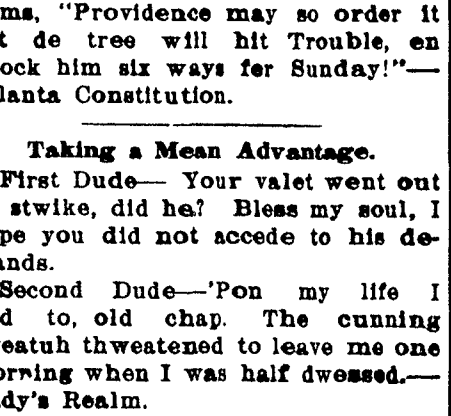 ms, "Providence may so order it
t de tree will hit Trouble, en
ock him six ways fer Sunday!"—
lanta Constitution.
Taking a Mean Advantage.
First Dude— Your valet went out
stwike, did he? Bless my soul, I
pe you did not accede to his de-
ands.
Second Dude—'Pon my life I
d to, old chap. The cunning
eatuh thweatened to leave me one
orning when I was half dwessed.—
dy's Realm.